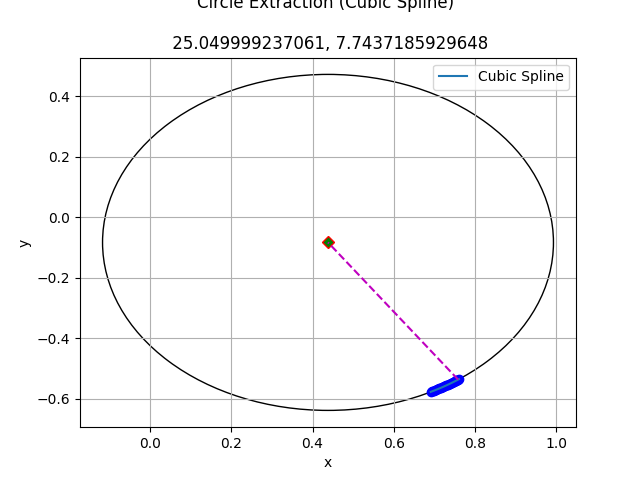 Circle Extraction (Cubic Spline)
25.049999237061, 7.7437185929648
Cubic Spline
0.4
0.2
0.0
−0.2
−0.4
−0.6
y
0.0 0.2 0.4 0.6 0.8 1.0
x